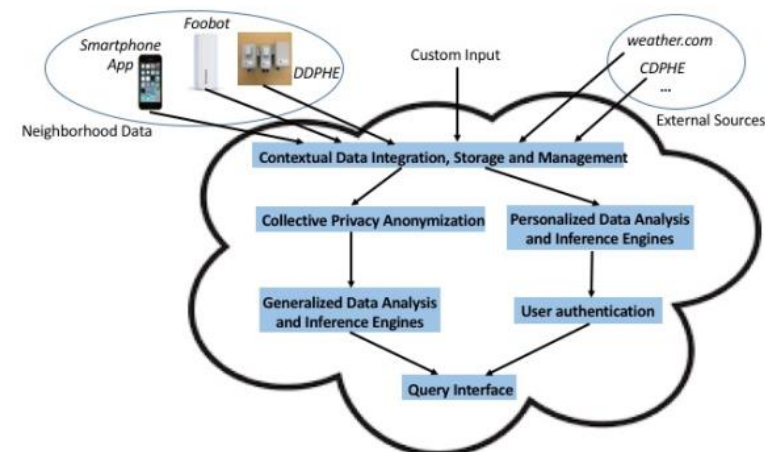 Foobot
Smartphone
App
DDPHE
Neighborhood Data
Custom Input
weather.com
CDPHE
...
External Sources
Contextual Data Integration, Storage and Management
Collective Privacy Anonymization
Personalized Data Analysis
and Inference Engines
Generalized Data Analysis
and Inference Engines
User authentication
Query Interface